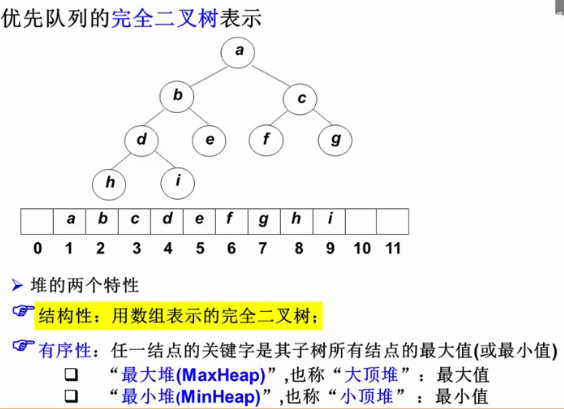 优先队列的完全二叉树表示
a
b
c
d
e
f
g
h
i
a b c d e f g h i
0 1 2 3 4 5 6 7 8 9 10 11
堆的两个特性
结构性：用数组表示的完全二叉树；
有序性：任一结点的关键字是其子树所有结点的最大值(或最小值)
“最大堆(MaxHeap)”,也称“大顶堆”：最大值
“最小堆(MinHeap)”,也称“小顶堆”：最小值